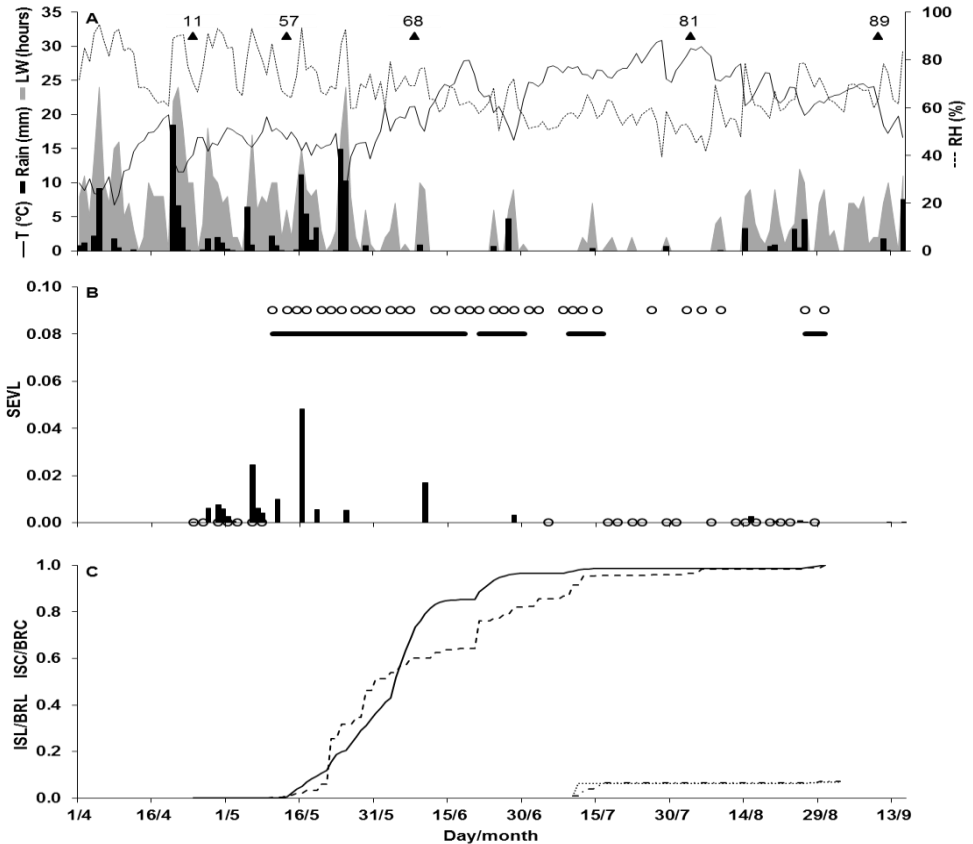 A
11 57 68 81 89
35 30 25 20 15 10 5 0
— T (°C) ■ Rain (mm) ■ LW (hours)
100 80 60 40 20 0
--- RH (%)
B
0.10 0.08 0.06 0.04 0.02 0.00
SEVL
C
1.0 0.8 0.6 0.4 0.2 0.0
ISL/BRL ISC/BRC
1/4 16/4 1/5 16/5 31/5 15/6 30/6 15/7 30/7 14/8 29/8 13/9
Day/month